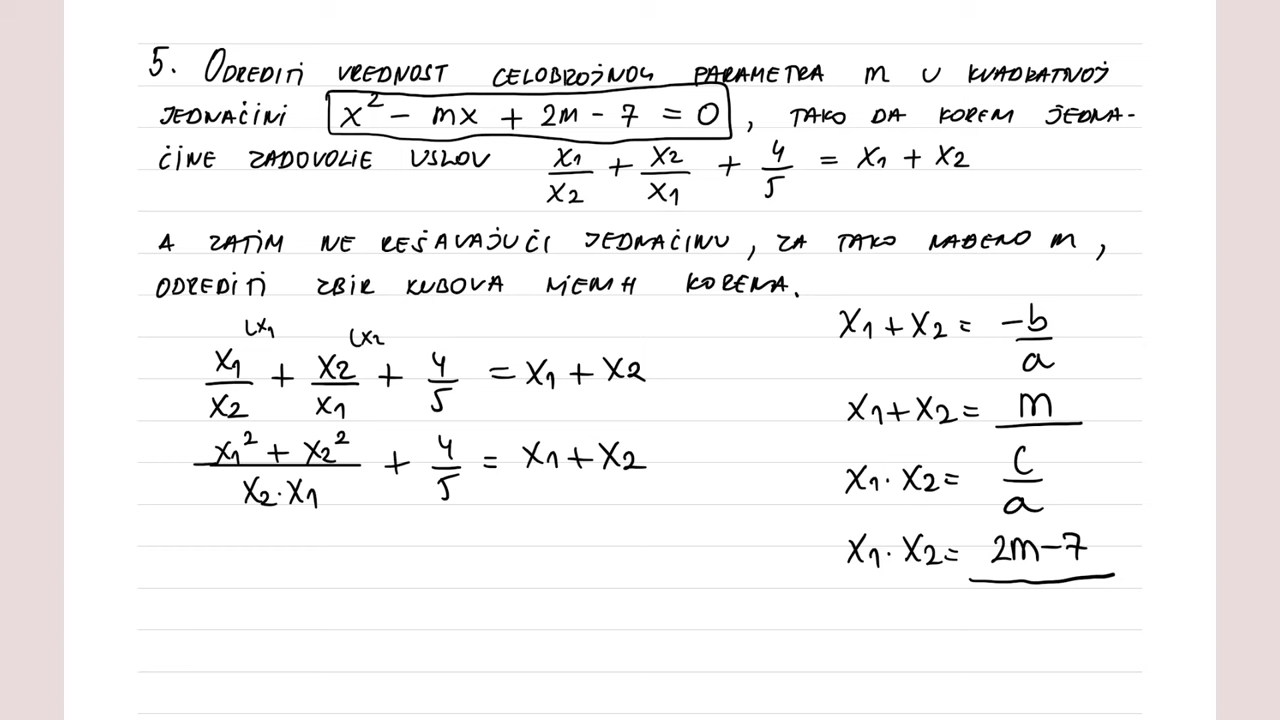 5. ODREDITI VREDNOST CELOBROJNOG PARAMETRA m U KVADRATNOJ
JEDNAČINI x² - mx + 2m - 7 = 0, TAKO DA KORENI JEDNA-
ČINE ZADOVOLJE USLOV x₁/x₂ + x₂/x₁ + 4/5 = x₁ + x₂
A ZATIM NE REŠAVAJUĆI JEDNAČINU, ZA TAKO NAĐENO m,
ODREDITI ZBIR KUBOVA NJENIH KORENA.
x₁ + x₂ = -b/a
(x₁ (x₂
x₁/x₂ + x₂/x₁ + 4/5 = x₁ + x₂
x₁ + x₂ = m
(x₁² + x₂²)/(x₂·x₁) + 4/5 = x₁ + x₂
x₁ · x₂ = c/a
x₁ · x₂ = 2m - 7